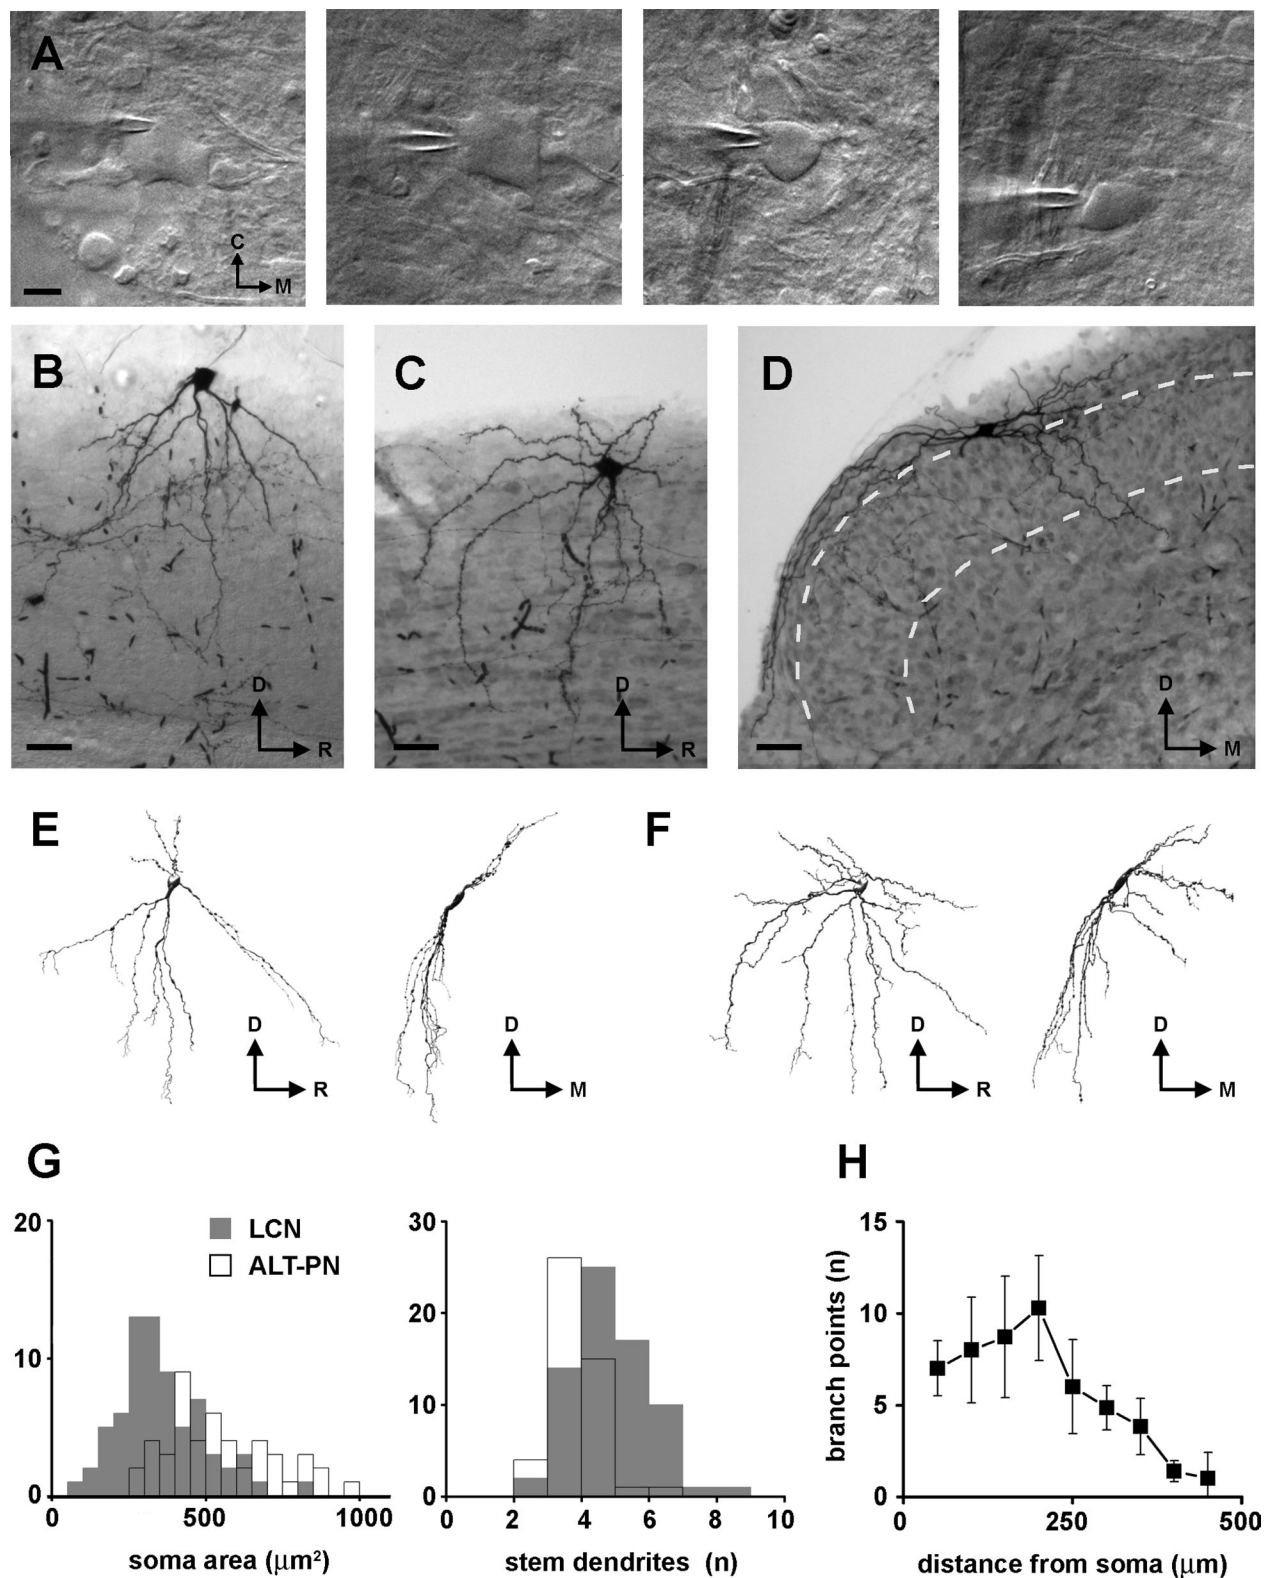 A
C
M
B
D
R
C
D
R
D
D
M
E
D
R
D
M
F
D
R
D
M
G
20
10
0
0
500
1000
soma area (μm²)
LCN
ALT-PN
30
20
10
0
0
2
4
6
8
10
stem dendrites (n)
H
15
10
5
0
branch points (n)
0
250
500
distance from soma (μm)